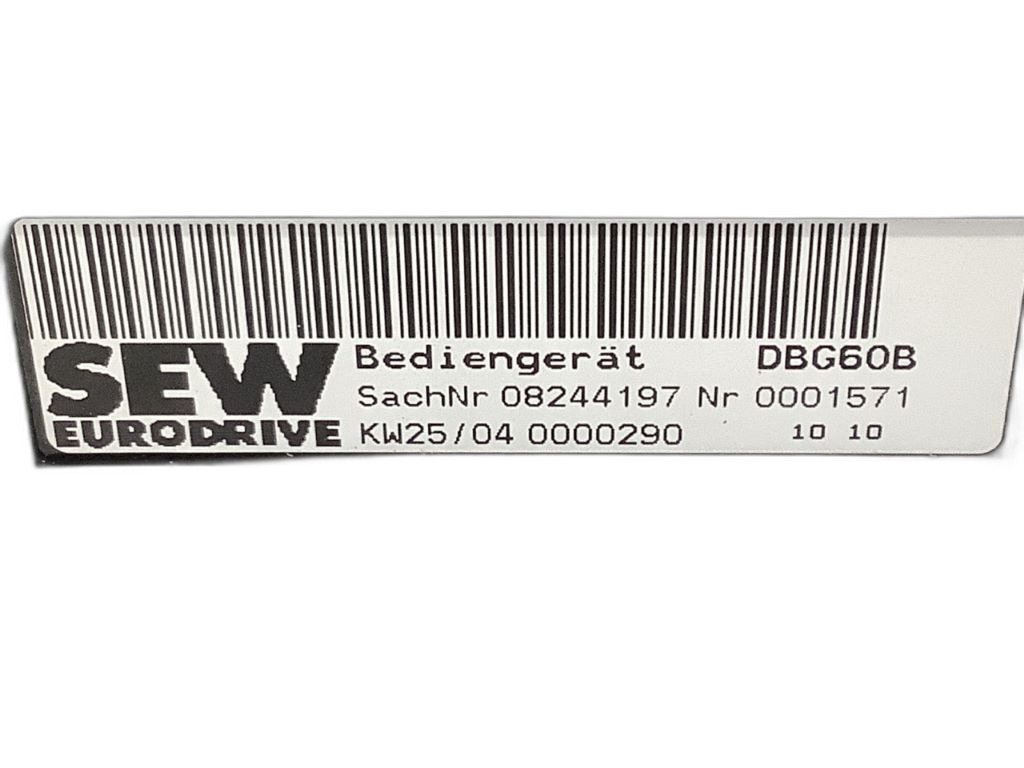 SEW
EURODRIVE
Bediengerät DBG60B
SachNr 08244197 Nr 0001571
KW25/04 0000290 10 10